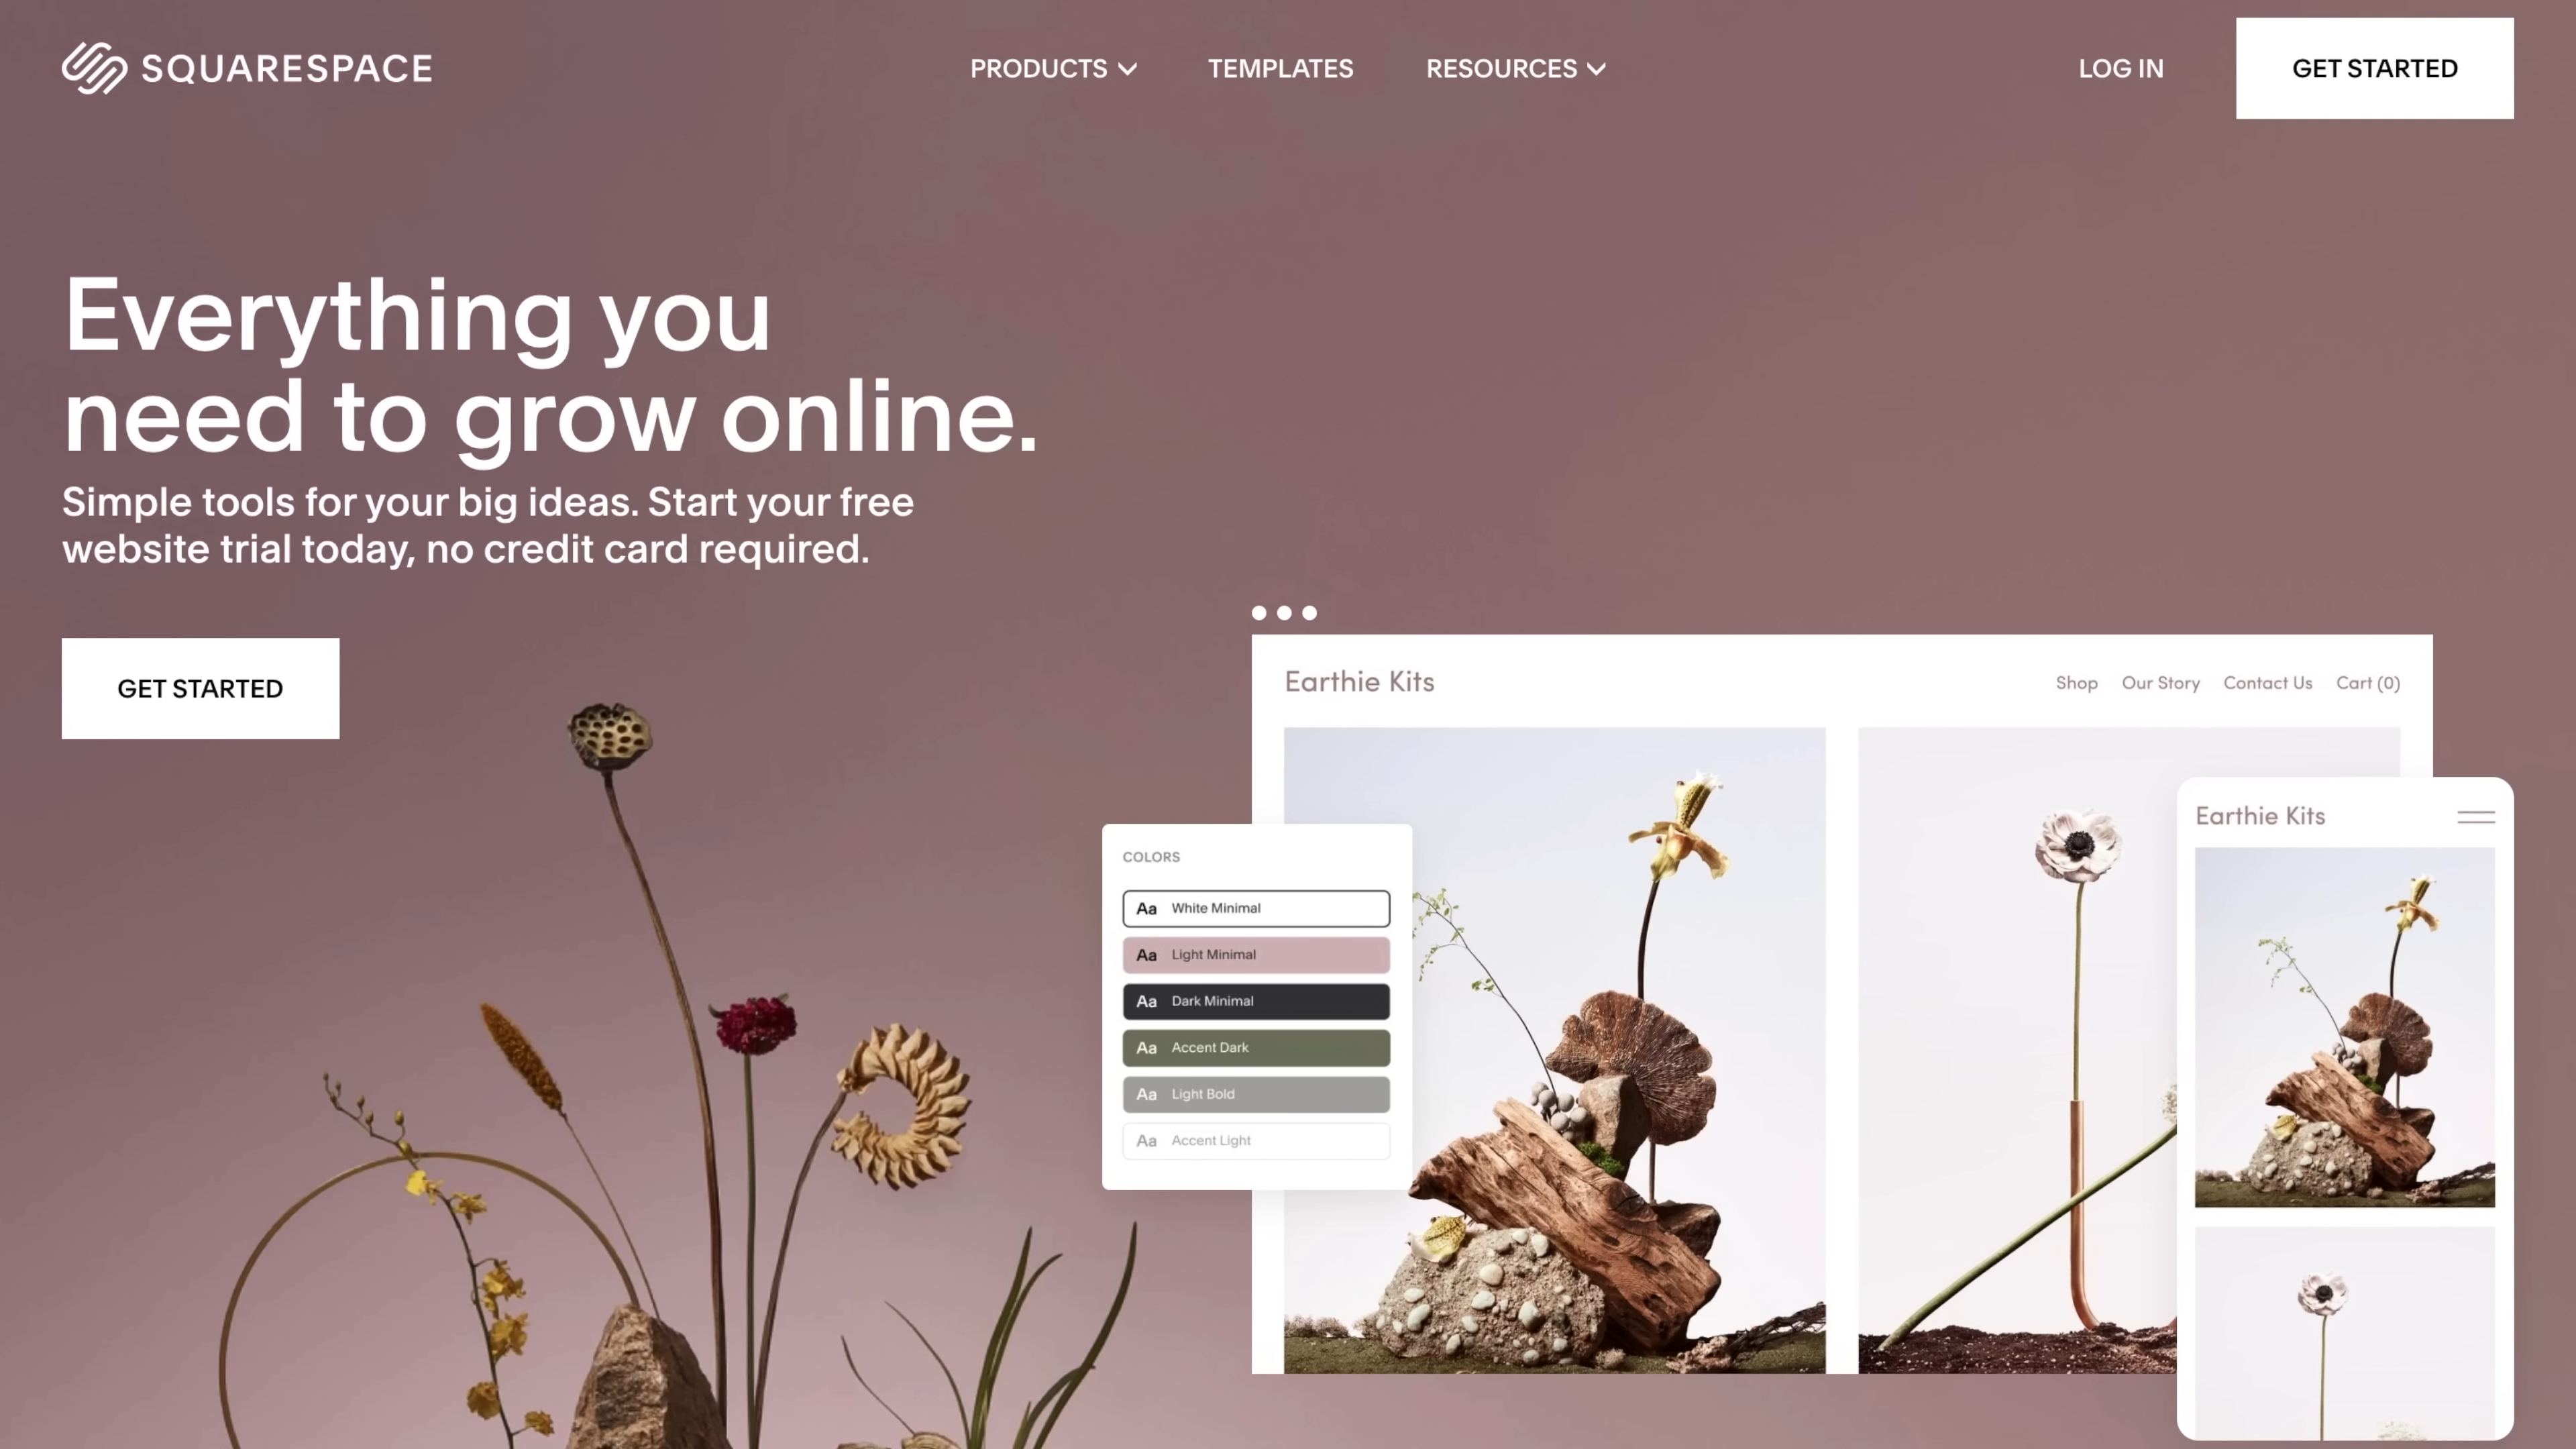 SQUARESPACE
PRODUCTS
TEMPLATES
RESOURCES
LOG IN
GET STARTED
Everything you
need to grow online.
Simple tools for your big ideas. Start your free
website trial today, no credit card required.
GET STARTED
Earthie Kits
Shop
Our Story
Contact Us
Cart (0)
Earthie Kits
COLORS
Aa White Minimal
Aa Light Minimal
Aa Dark Minimal
Aa Accent Dark
Aa Light Bold
Aa Accent Light